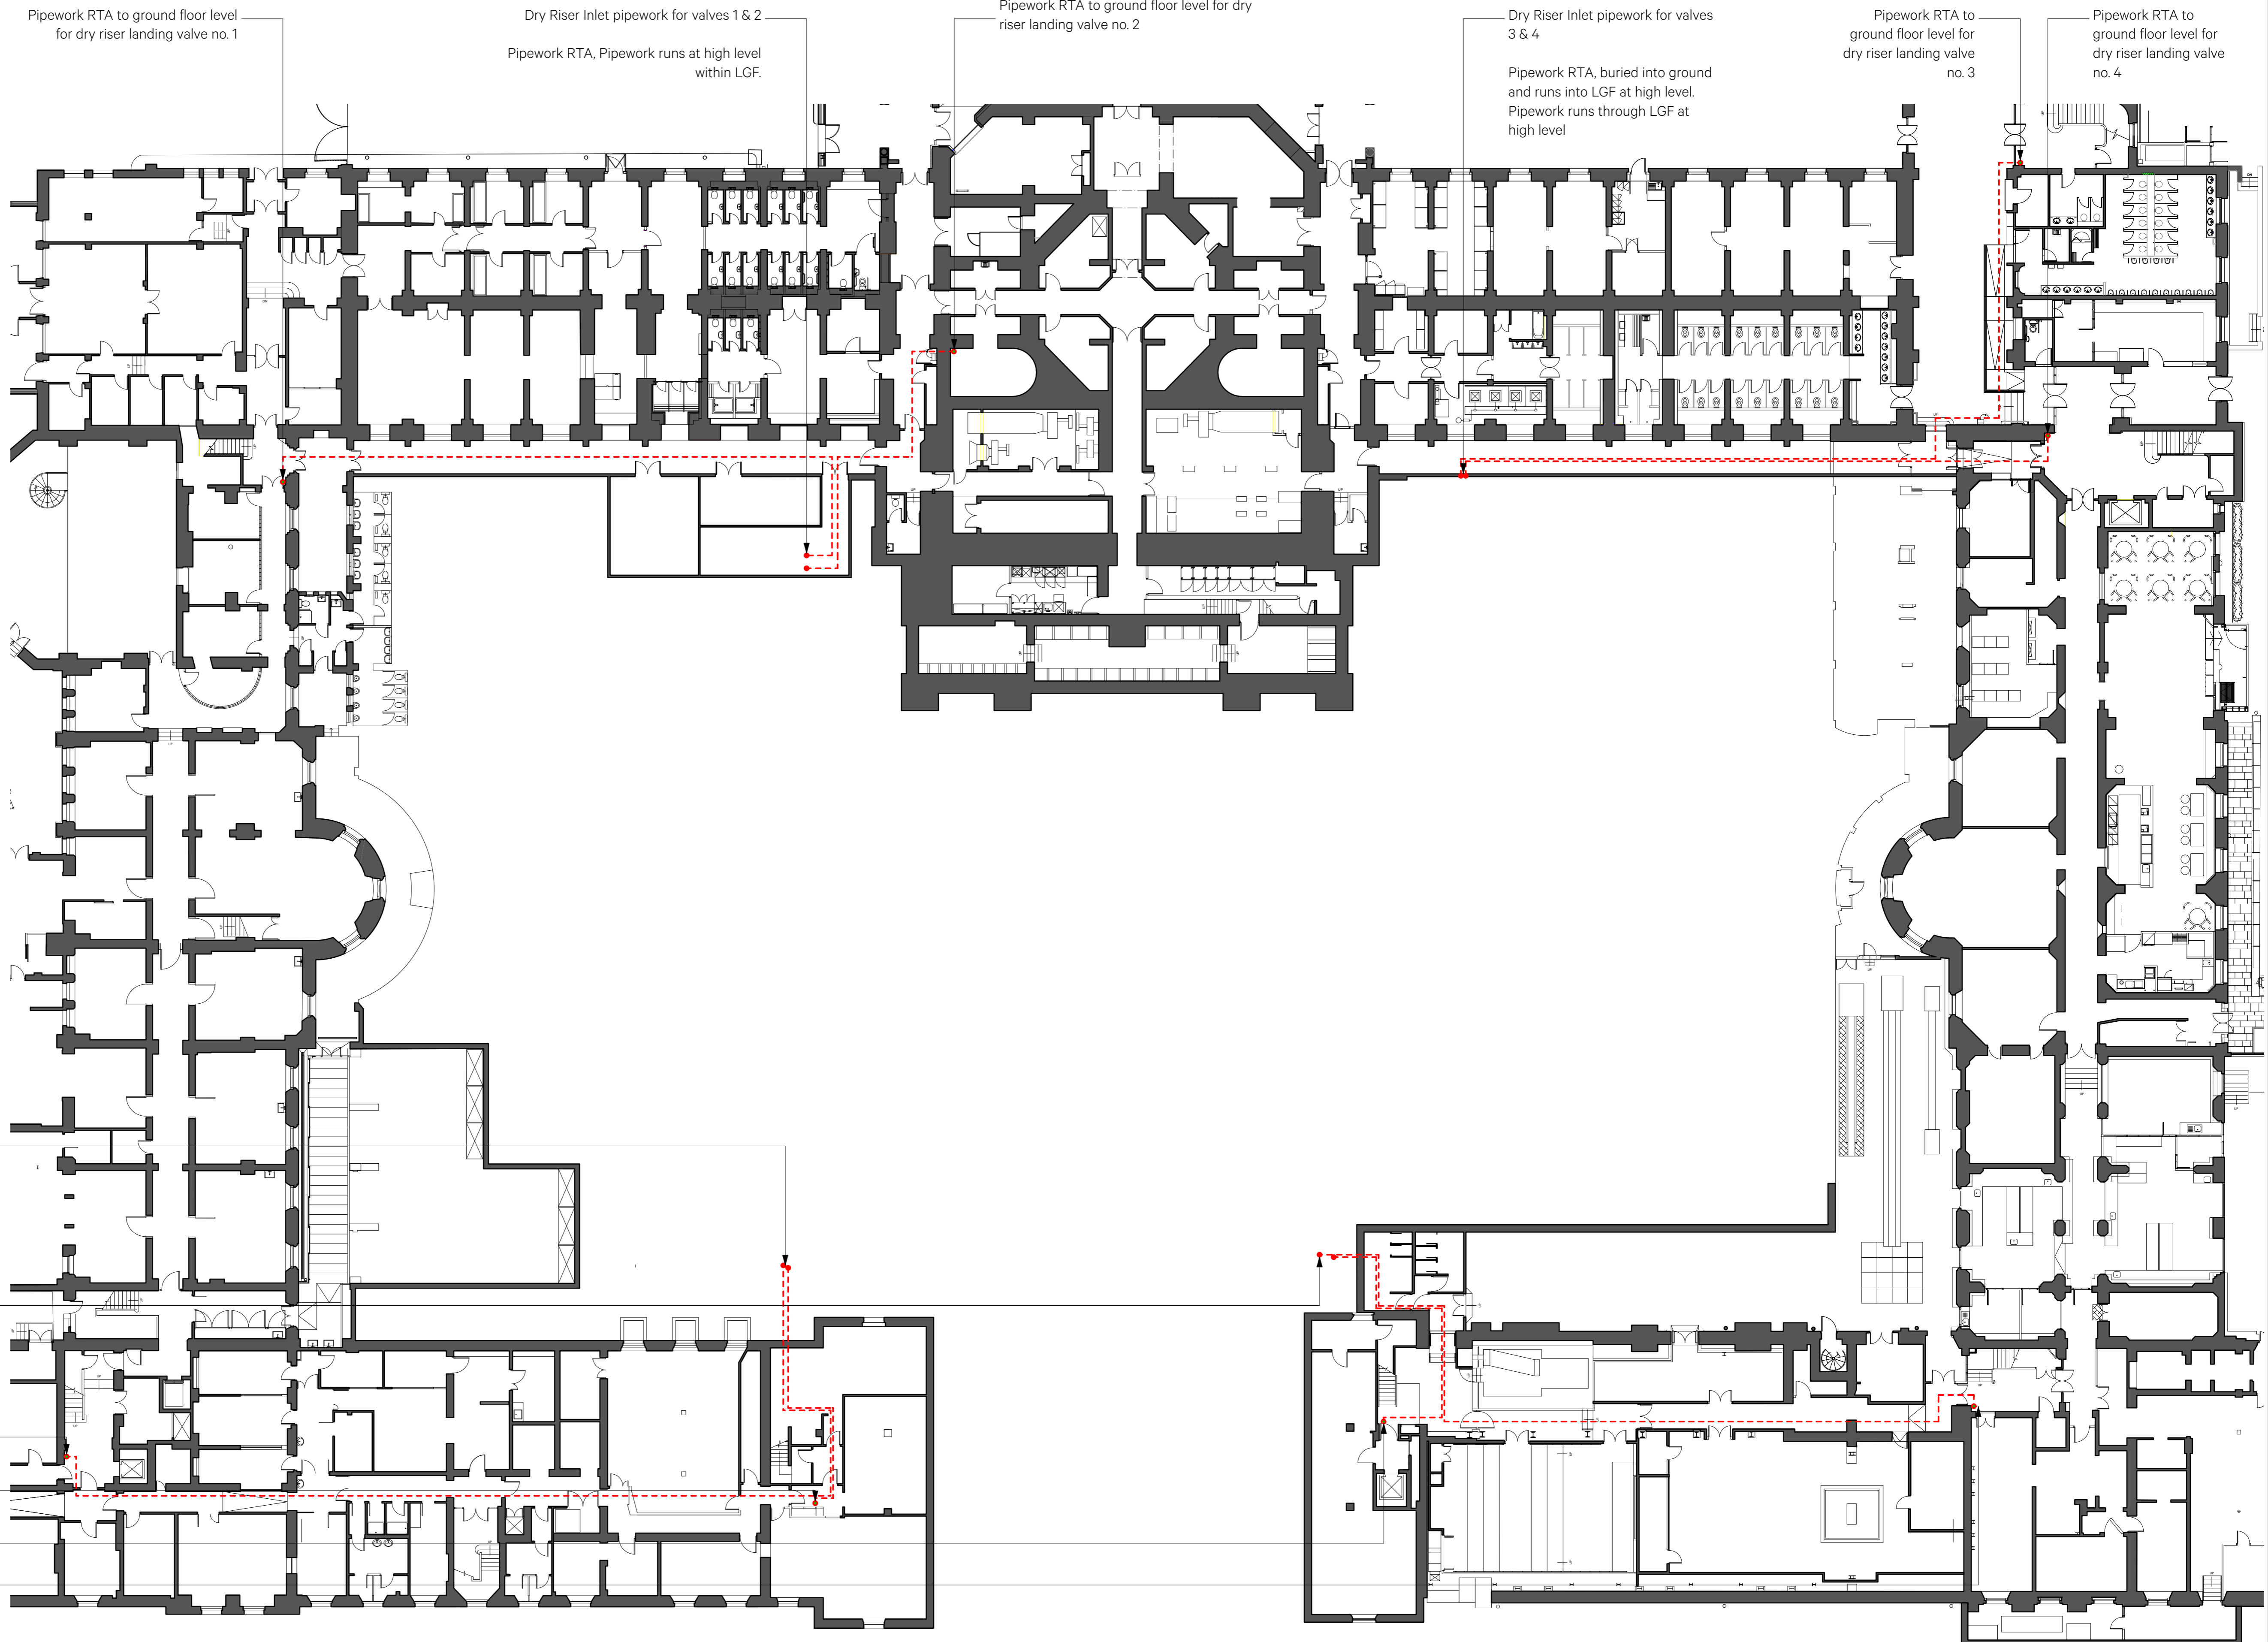 Pipework RTA to ground floor level
for dry riser landing valve no. 1
Dry Riser Inlet pipework for valves 1 & 2
Pipework RTA, Pipework runs at high level
within LGF.
Pipework RTA to ground floor level for dry
riser landing valve no. 2
Dry Riser Inlet pipework for valves
3 & 4
Pipework RTA, buried into ground
and runs into LGF at high level.
Pipework runs through LGF at
high level
Pipework RTA to
ground floor level for
dry riser landing valve
no. 3
Pipework RTA to
ground floor level for
dry riser landing valve
no. 4